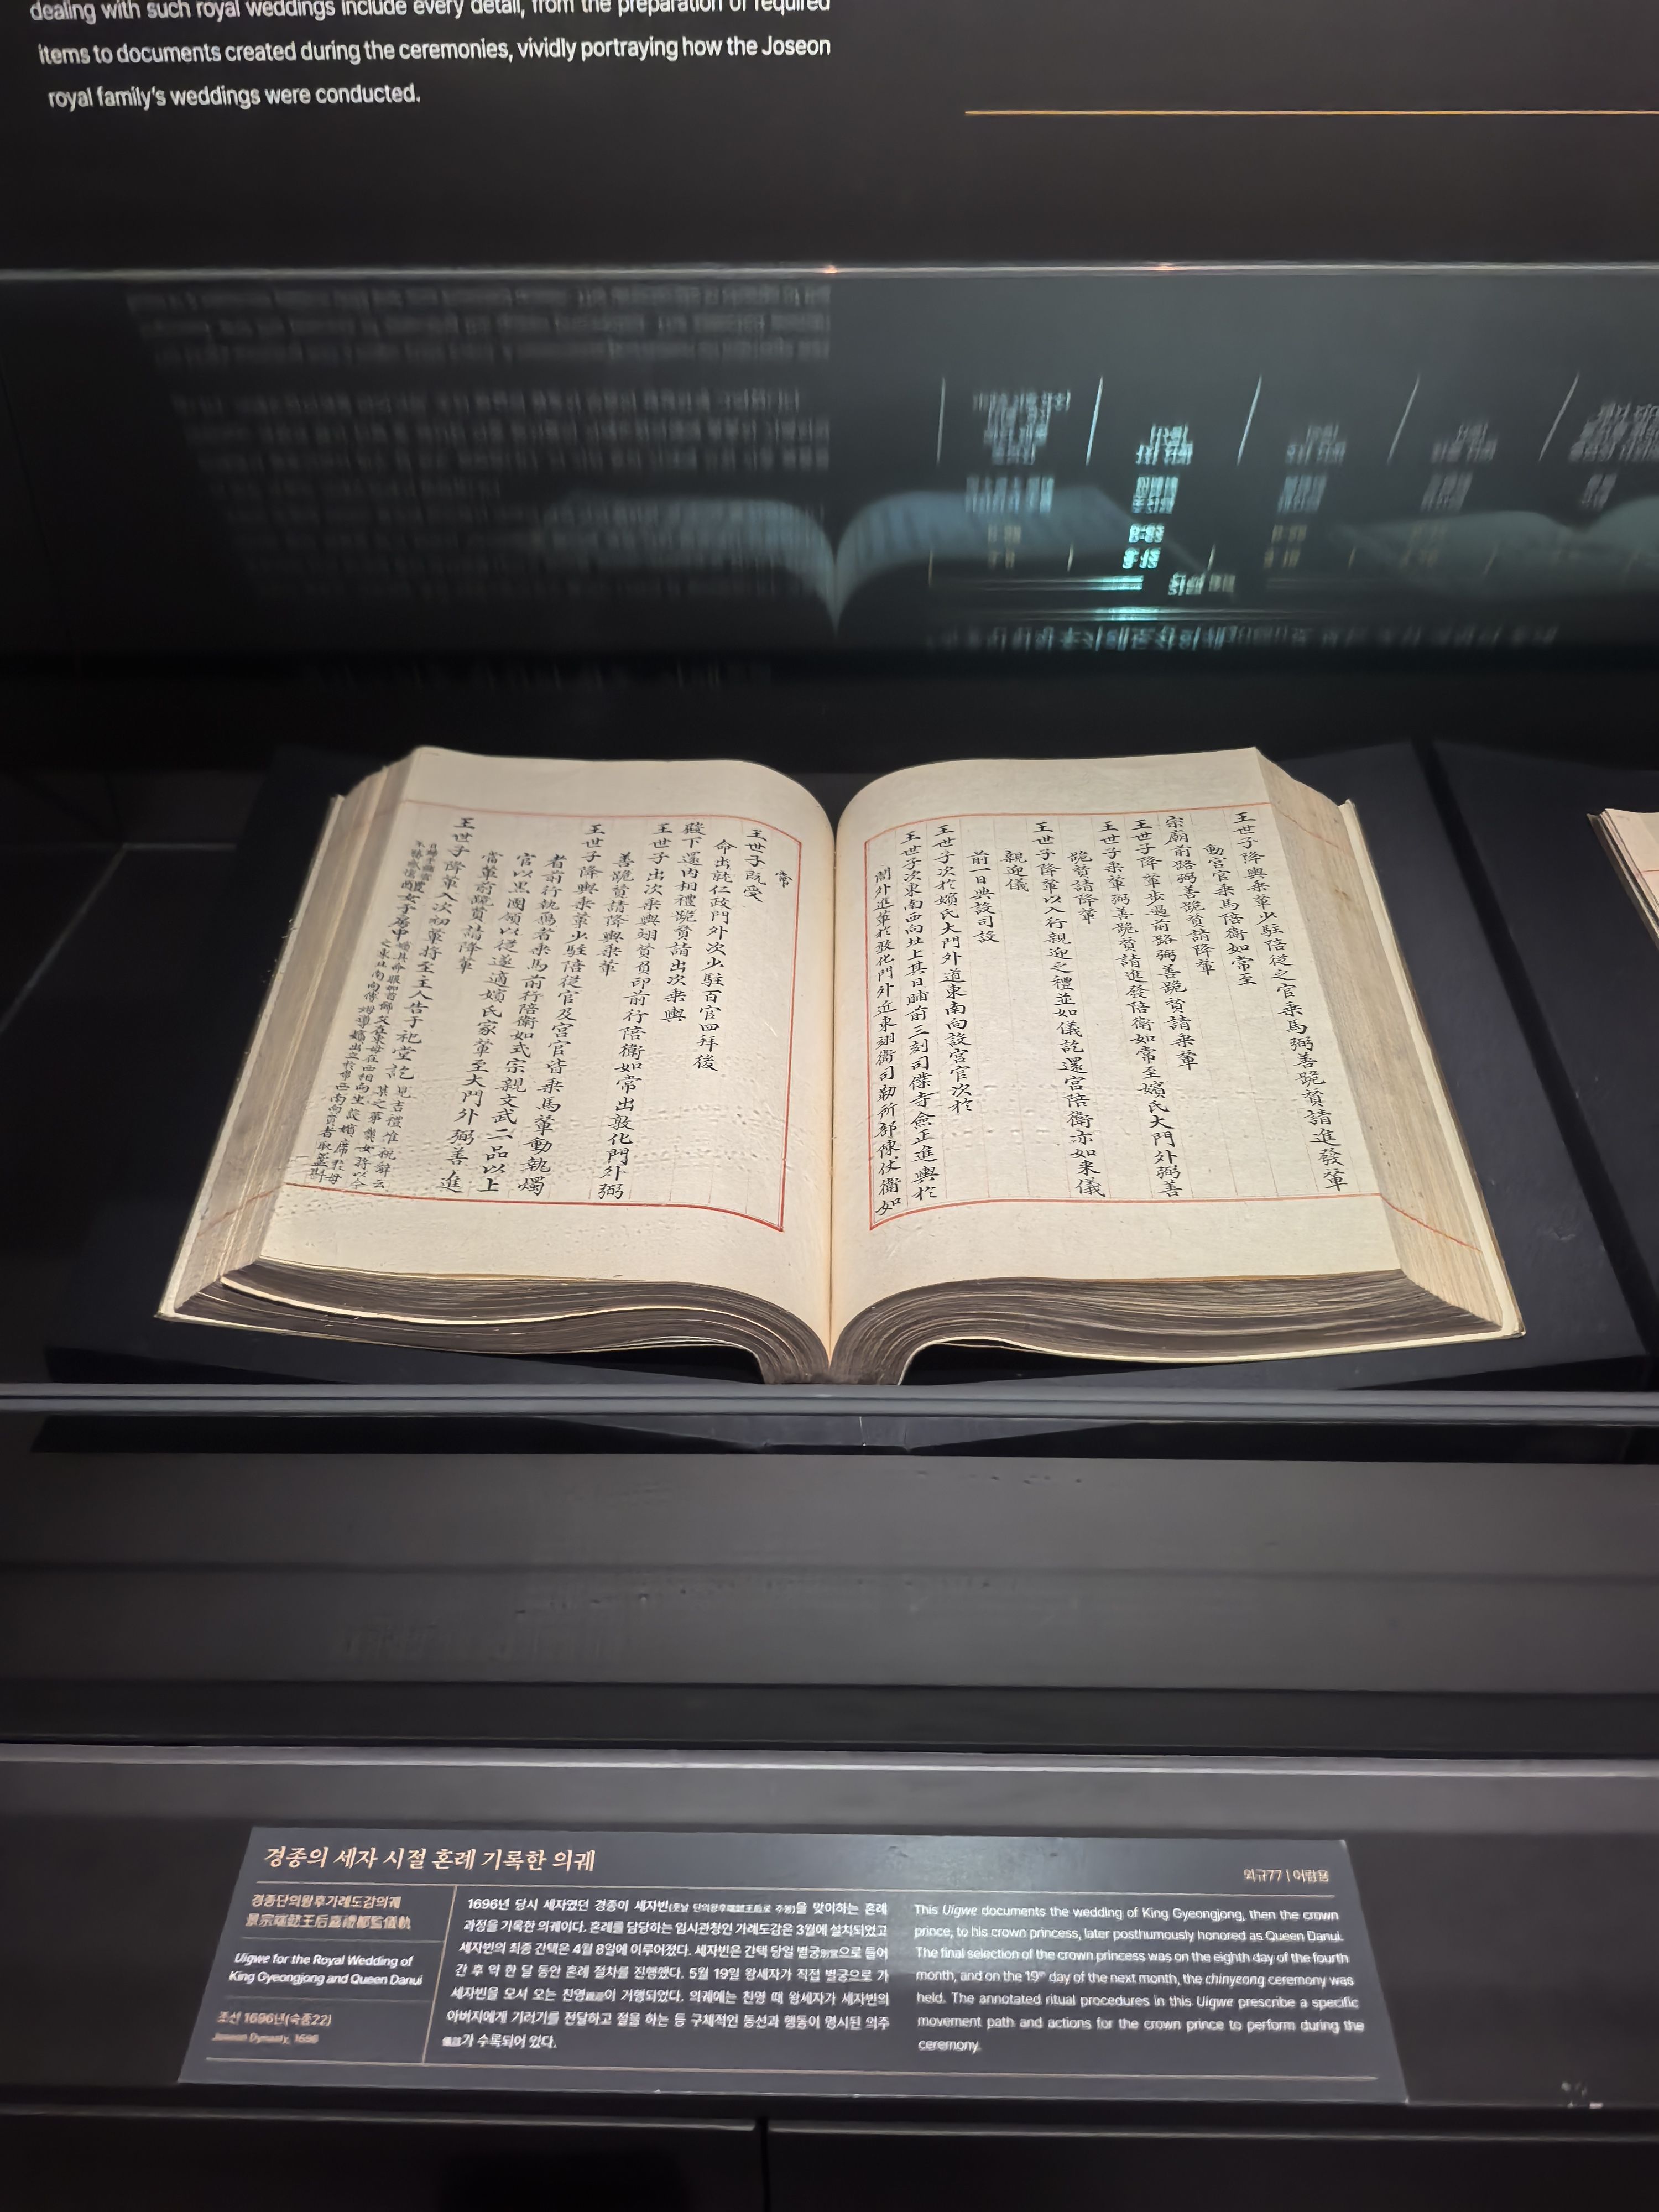 dealing with such royal weddings include every detail, from the preparation of required
items to documents created during the ceremonies, vividly portraying how the Joseon
royal family's weddings were conducted.
王世子降輿乘輦少駐陪從之官乘馬弼善跪贊請進發輦
動宮官乘馬陪衛如常至
宗廟前路弼善跪贊請降輦
王世子降輦步過前路弼善跪贊請乘輦
王世子乘輦弼善跪贊請進發陪衛如常至嬪氏大門外弼善
跪贊請降輦
王世子降輦以入行親迎之禮並如儀訖還宮陪衛亦如來儀
親迎儀
前一日典設司設
王世子次於嬪氏大門外道東南向設宮官次於
王世子次東南西向北上其日晡前三刻司僕寺僉正進輿於
閤外進輦於敦化門外近東翊衛司勒所部陳仗衛如
常
王世子既受
命出詣仁政門外次少駐百官四拜後
殿下還內相禮跪贊請出次乘輿
王世子出次乘輿翊贊負印前行陪衛如常出敦化門外弼
善跪贊請降輿乘輦
王世子降輿乘輦少駐陪從官及宮官皆乘馬輦動執燭
者前行執鴈者乘馬前行陪衛如式宗親文武二品以上
官以黑團領以從遂適嬪氏家輦至大門外弼善進
當輦前跪贊請降輦
王世子降輦入次初輦將至主人告于祀堂訖
醴女于房中
경종의 세자 시절 혼례 기록한 의궤
외규77 | 어람용
경종단의왕후가례도감의궤
景宗端懿王后嘉禮都監儀軌
Uigwe for the Royal Wedding of
King Gyeongjong and Queen Danui
조선 1696년(숙종22)
Joseon Dynasty, 1696
1696년 당시 세자였던 경종이 세자빈(훗날 단의왕후端懿王后로 추봉)을 맞이하는 혼례
과정을 기록한 의궤이다. 혼례를 담당하는 임시관청인 가례도감은 3월에 설치되었고
세자빈의 최종 간택은 4월 8일에 이루어졌다. 세자빈은 간택 당일 별궁別宮으로 들어
간 후 약 한 달 동안 혼례 절차를 진행했다. 5월 19일 왕세자가 직접 별궁으로 가
세자빈을 모셔 오는 친영親迎이 거행되었다. 의궤에는 친영 때 왕세자가 세자빈의
아버지에게 기러기를 전달하고 절을 하는 등 구체적인 동선과 행동이 명시된 의주
儀註가 수록되어 있다.
This Uigwe documents the wedding of King Gyeongjong, then the crown
prince, to his crown princess, later posthumously honored as Queen Danui.
The final selection of the crown princess was on the eighth day of the fourth
month, and on the 19th day of the next month, the chinyeong ceremony was
held. The annotated ritual procedures in this Uigwe prescribe a specific
movement path and actions for the crown prince to perform during the
ceremony.